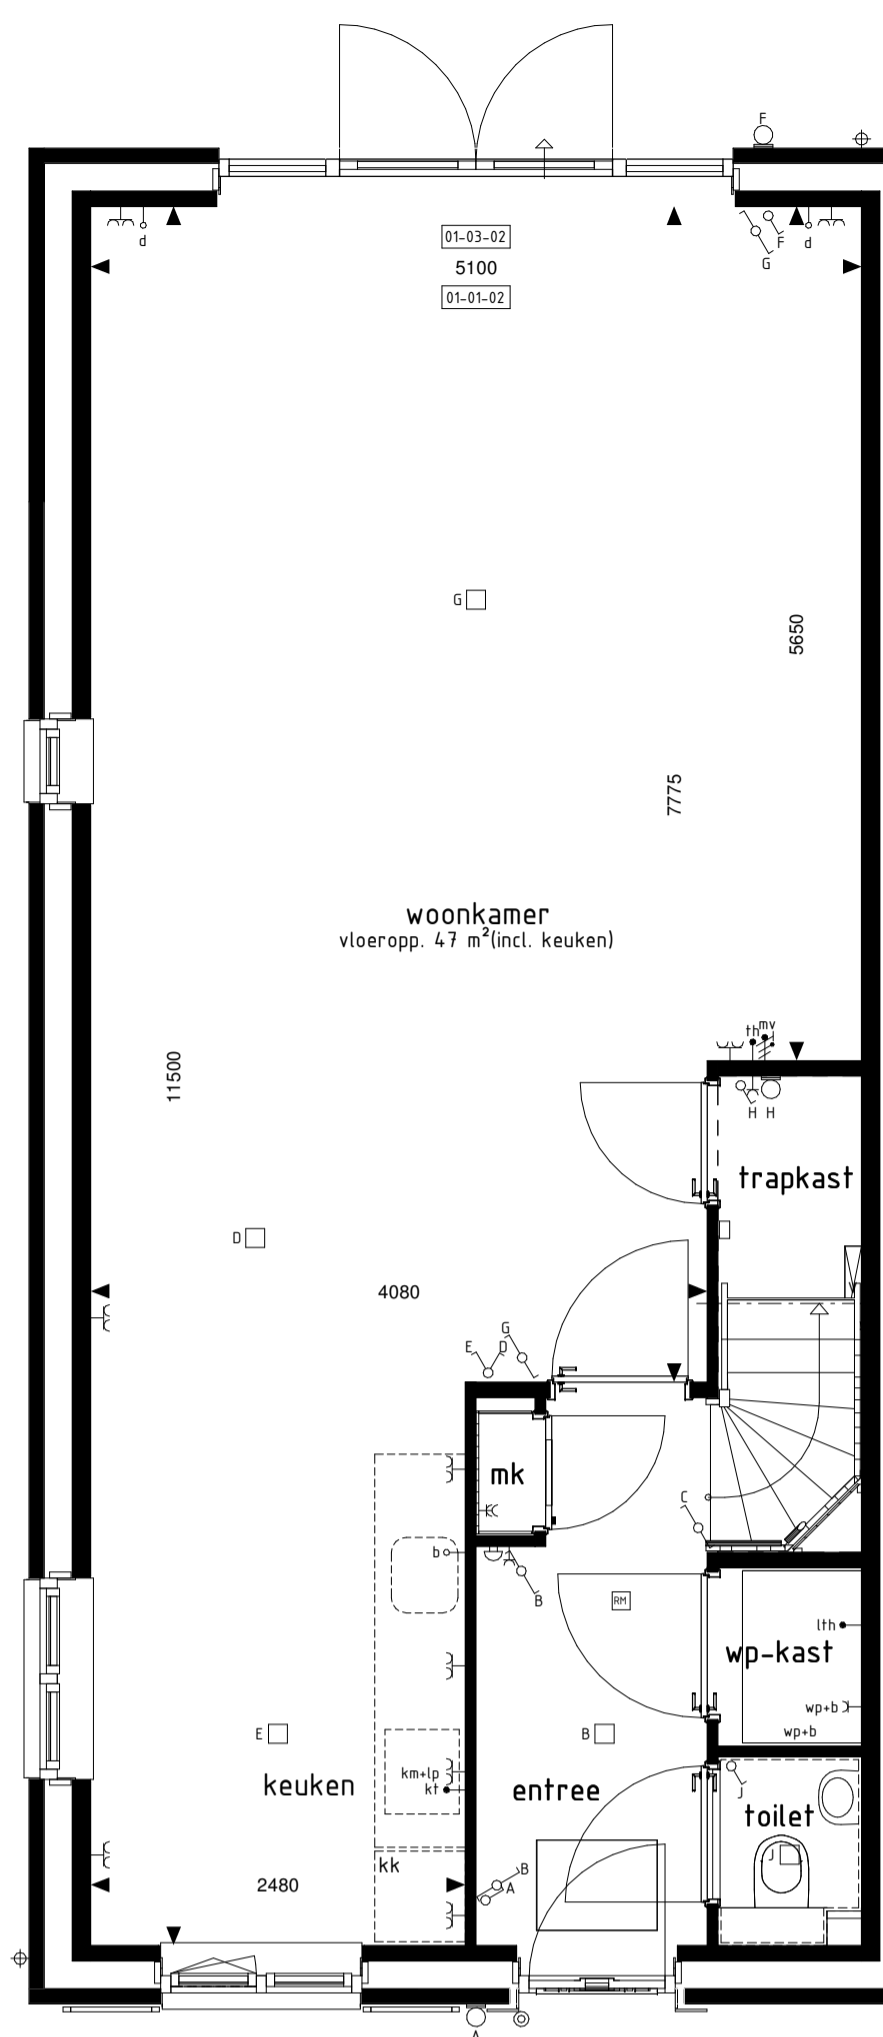 F
d
01-03-02
5100
01-01-02
F
G
d
G
5650
7775
woonkamer
vloeropp. 47 m²(incl. keuken)
11500
th
mv
H
H
trapkast
D
4080
E
D
G
mk
C
b
B
RM
lth
wp-kast
wp+b
wp+b
E
B
km+lp
kt
keuken
entree
J
toilet
J
kk
2480
B
A
A